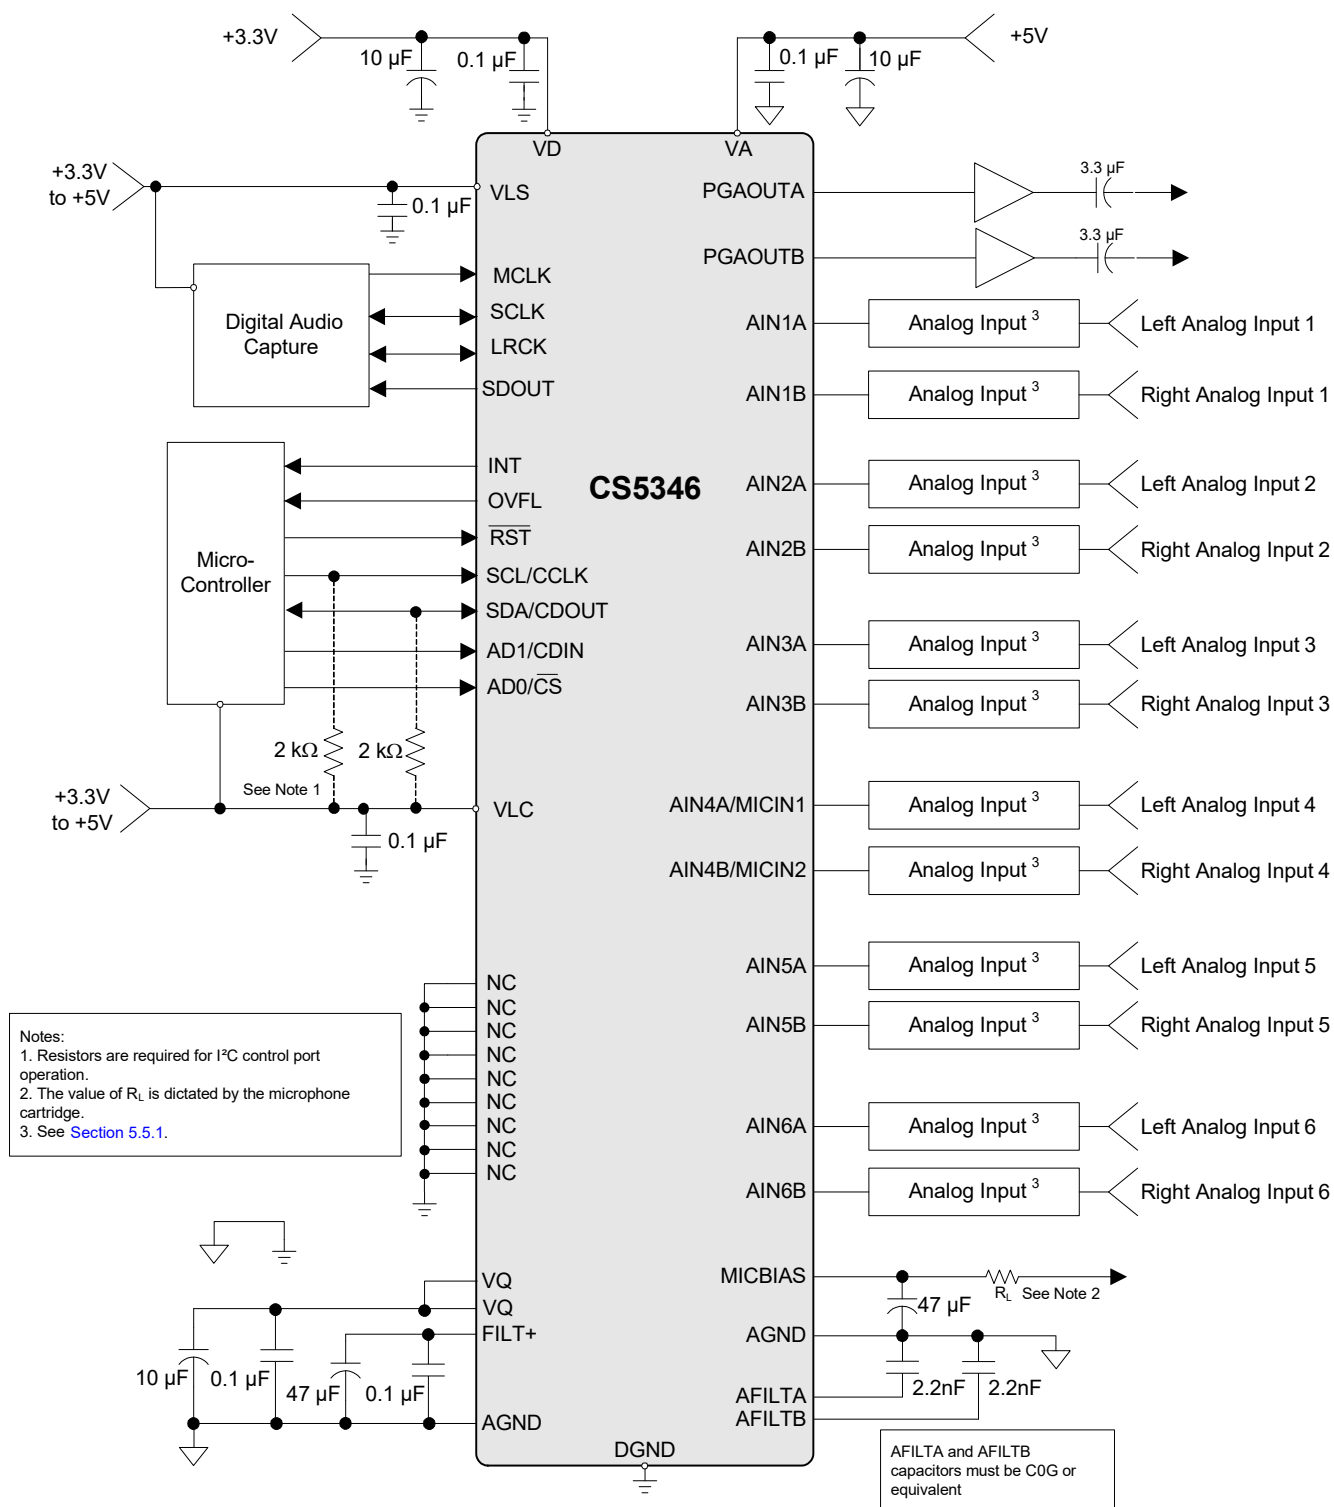 +3.3V
10 µF
0.1 µF
0.1 µF
10 µF
+5V
VD
VA
+3.3V
to +5V
0.1 µF
VLS
PGAOUTA
3.3 µF
PGAOUTB
3.3 µF
Digital Audio
Capture
MCLK
SCLK
LRCK
SDOUT
AIN1A
Analog Input 3
Left Analog Input 1
AIN1B
Analog Input 3
Right Analog Input 1
Micro-
Controller
INT
OVFL
RST
SCL/CCLK
SDA/CDOUT
AD1/CDIN
AD0/CS
CS5346
AIN2A
Analog Input 3
Left Analog Input 2
AIN2B
Analog Input 3
Right Analog Input 2
AIN3A
Analog Input 3
Left Analog Input 3
AIN3B
Analog Input 3
Right Analog Input 3
2 kΩ
2 kΩ
See Note 1
+3.3V
to +5V
VLC
0.1 µF
AIN4A/MICIN1
Analog Input 3
Left Analog Input 4
AIN4B/MICIN2
Analog Input 3
Right Analog Input 4
AIN5A
Analog Input 3
Left Analog Input 5
AIN5B
Analog Input 3
Right Analog Input 5
NC
NC
NC
NC
NC
NC
NC
NC
NC
Notes:
1. Resistors are required for I²C control port
operation.
2. The value of RL is dictated by the microphone
cartridge.
3. See Section 5.5.1.
AIN6A
Analog Input 3
Left Analog Input 6
AIN6B
Analog Input 3
Right Analog Input 6
VQ
VQ
FILT+
10 µF
0.1 µF
47 µF
0.1 µF
AGND
MICBIAS
RL
See Note 2
47 µF
AGND
2.2nF
2.2nF
AFILTA
AFILTB
DGND
AFILTA and AFILTB
capacitors must be C0G or
equivalent